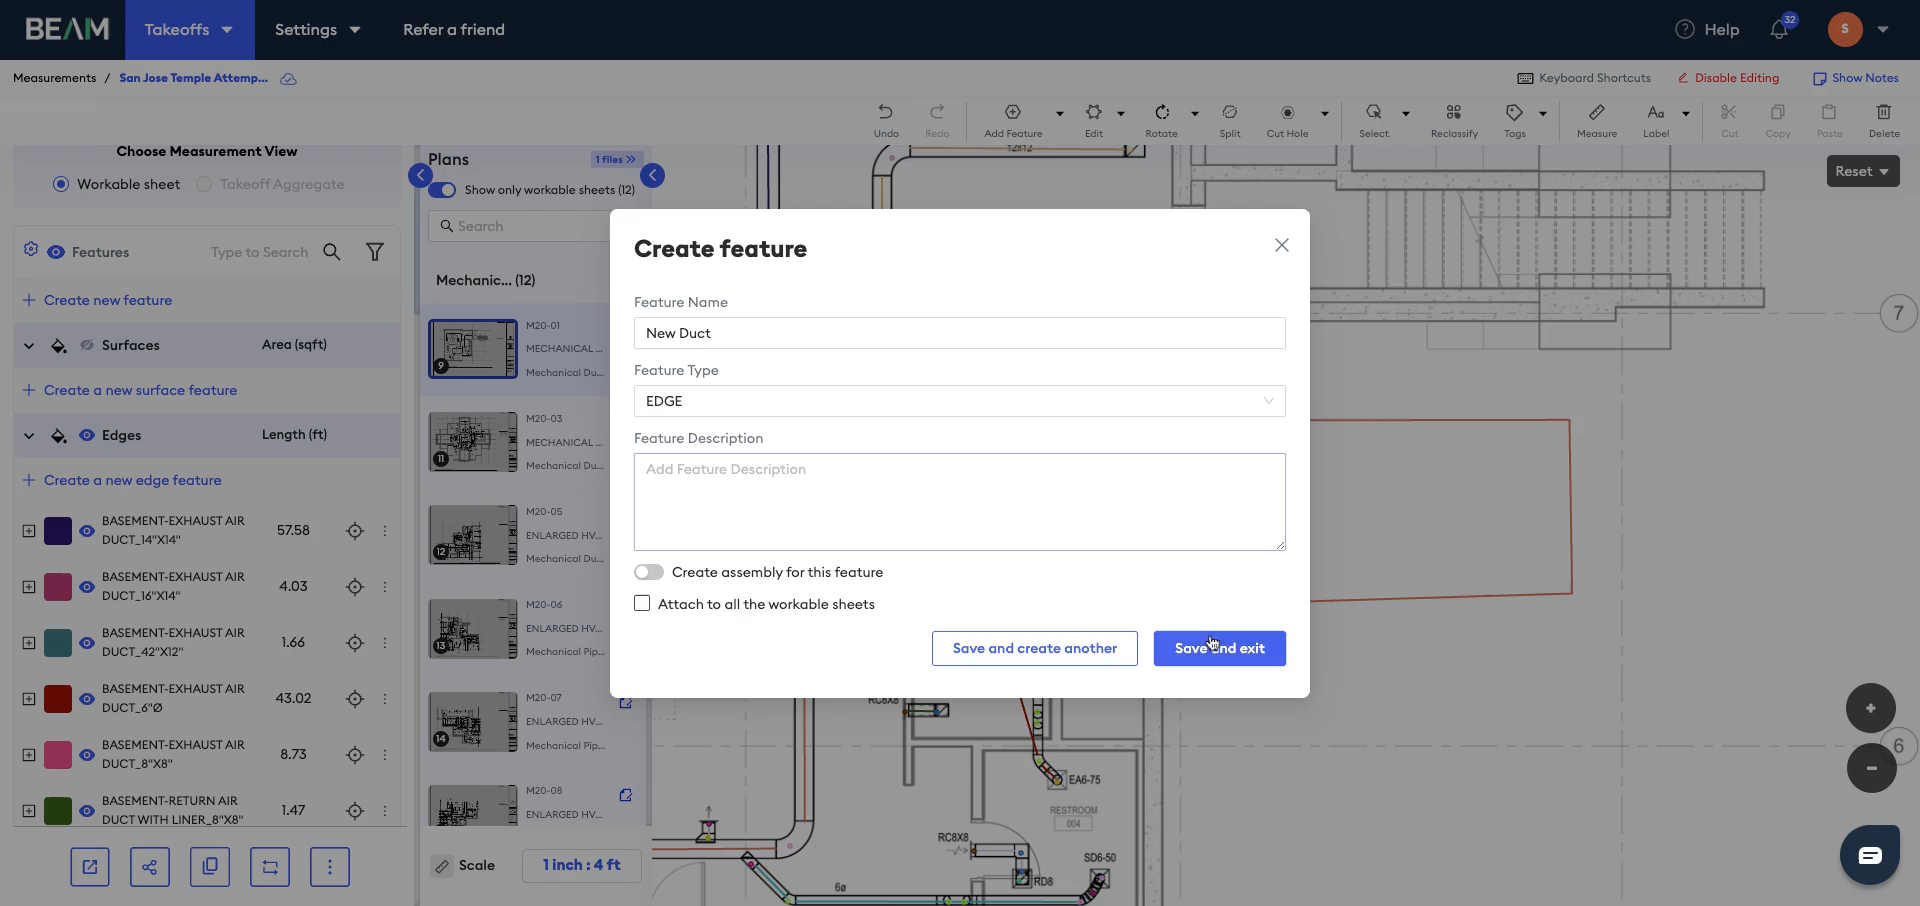 BEAM
Takeoffs
Settings
Refer a friend
Help
32
S
Measurements / San Jose Temple Attemp...
Keyboard Shortcuts
Disable Editing
Show Notes
Undo
Redo
Add Feature
Edit
Rotate
Split
Cut Hole
Select
Reclassify
Tags
Measure
Label
Cut
Copy
Paste
Delete
Choose Measurement View
Workable sheet
Takeoff Aggregate
Features
Type to Search
Create new feature
Surfaces
Area (sqft)
Create a new surface feature
Edges
Length (ft)
Create a new edge feature
BASEMENT-EXHAUST AIR
DUCT_14"X14"
57.58
BASEMENT-EXHAUST AIR
DUCT_16"X14"
4.03
BASEMENT-EXHAUST AIR
DUCT_42"X12"
1.66
BASEMENT-EXHAUST AIR
DUCT_6"Ø
43.02
BASEMENT-EXHAUST AIR
DUCT_8"X8"
8.73
BASEMENT-RETURN AIR
DUCT WITH LINER_8"X8"
1.47
Plans
1 files
Show only workable sheets (12)
Search
Mechanic... (12)
M20-01
MECHANICAL ...
Mechanical Du...
9
M20-03
MECHANICAL ...
Mechanical Du...
11
M20-05
ENLARGED HV...
Mechanical Du...
12
M20-06
ENLARGED HV...
Mechanical Pip...
13
M20-07
ENLARGED HV...
Mechanical Pip...
14
M20-08
ENLARGED HV...
Scale
1 inch : 4 ft
Create feature
Feature Name
New Duct
Feature Type
EDGE
Feature Description
Add Feature Description
Create assembly for this feature
Attach to all the workable sheets
Save and create another
Save and exit
Reset
12X12
7
6
RC8X8
EA6-75
RESTROOM
004
RC8X8
SD6-50
RD8
6ø